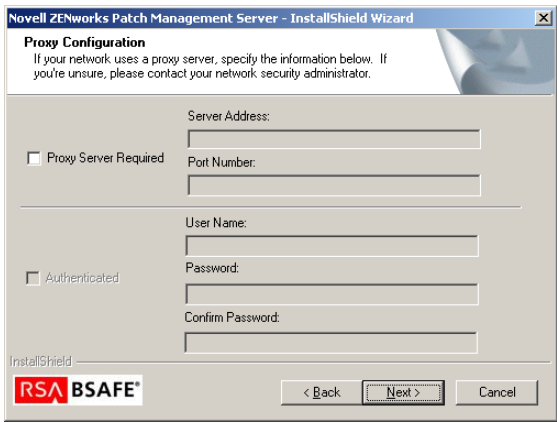 Novell ZENworks Patch Management Server - InstallShield Wizard
Proxy Configuration
If your network uses a proxy server, specify the information below. If
you're unsure, please contact your network security administrator.
Server Address:
Proxy Server Required
Port Number:
User Name:
Authenticated
Password:
Confirm Password:
InstallShield
RSA BSAFE®
< Back
Next >
Cancel